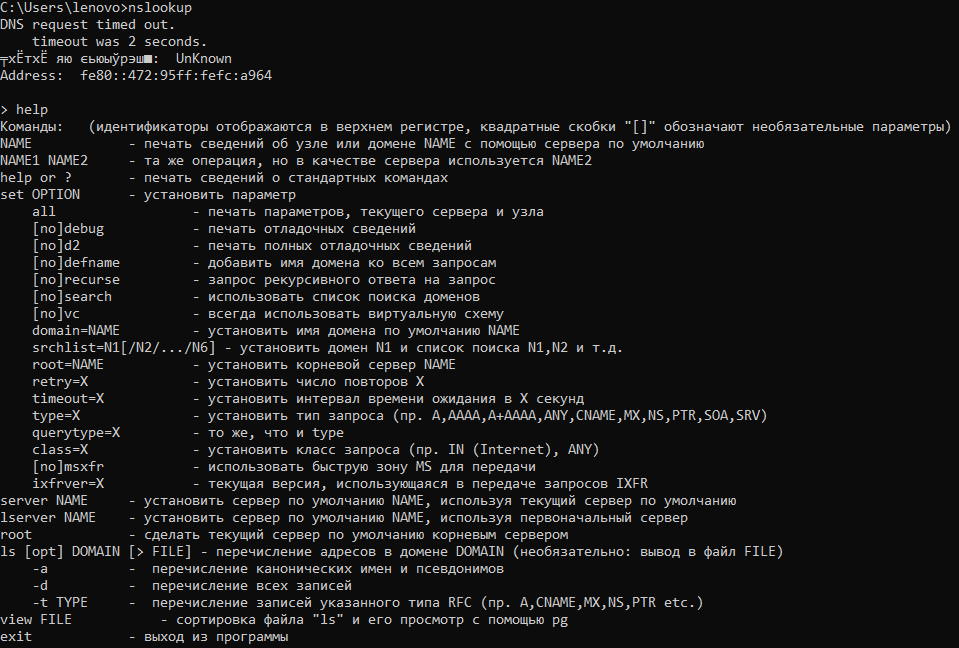 C:\Users\lenovo>nslookup
DNS request timed out.
    timeout was 2 seconds.
╤хЁтхЁ яю єьюыўрэш■:  UnKnown
Address:  fe80::472:95ff:fefc:a964

> help
Команды:   (идентификаторы отображаются в верхнем регистре, квадратные скобки "[]" обозначают необязательные параметры)
NAME            - печать сведений об узле или домене NAME с помощью сервера по умолчанию
NAME1 NAME2     - та же операция, но в качестве сервера используется NAME2
help or ?       - печать сведений о стандартных командах
set OPTION      - установить параметр
    all                 - печать параметров, текущего сервера и узла
    [no]debug           - печать отладочных сведений
    [no]d2              - печать полных отладочных сведений
    [no]defname         - добавить имя домена ко всем запросам
    [no]recurse         - запрос рекурсивного ответа на запрос
    [no]search          - использовать список поиска доменов
    [no]vc              - всегда использовать виртуальную схему
    domain=NAME         - установить имя домена по умолчанию NAME
    srchlist=N1[/N2/.../N6] - установить домен N1 и список поиска N1,N2 и т.д.
    root=NAME           - установить корневой сервер NAME
    retry=X             - установить число повторов X
    timeout=X           - установить интервал времени ожидания в X секунд
    type=X              - установить тип запроса (пр. A,AAAA,A+AAAA,ANY,CNAME,MX,NS,PTR,SOA,SRV)
    querytype=X         - то же, что и type
    class=X             - установить класс запроса (пр. IN (Internet), ANY)
    [no]msxfr           - использовать быструю зону MS для передачи
    ixfrver=X           - текущая версия, использующаяся в передаче запросов IXFR
server NAME     - установить сервер по умолчанию NAME, используя текущий сервер по умолчанию
lserver NAME    - установить сервер по умолчанию NAME, используя первоначальный сервер
root            - сделать текущий сервер по умолчанию корневым сервером
ls [opt] DOMAIN [> FILE] - перечисление адресов в домене DOMAIN (необязательно: вывод в файл FILE)
    -a          -  перечисление канонических имен и псевдонимов
    -d          -  перечисление всех записей
    -t TYPE     -  перечисление записей указанного типа RFC (пр. A,CNAME,MX,NS,PTR etc.)
view FILE           - сортировка файла "ls" и его просмотр с помощью pg
exit            - выход из программы